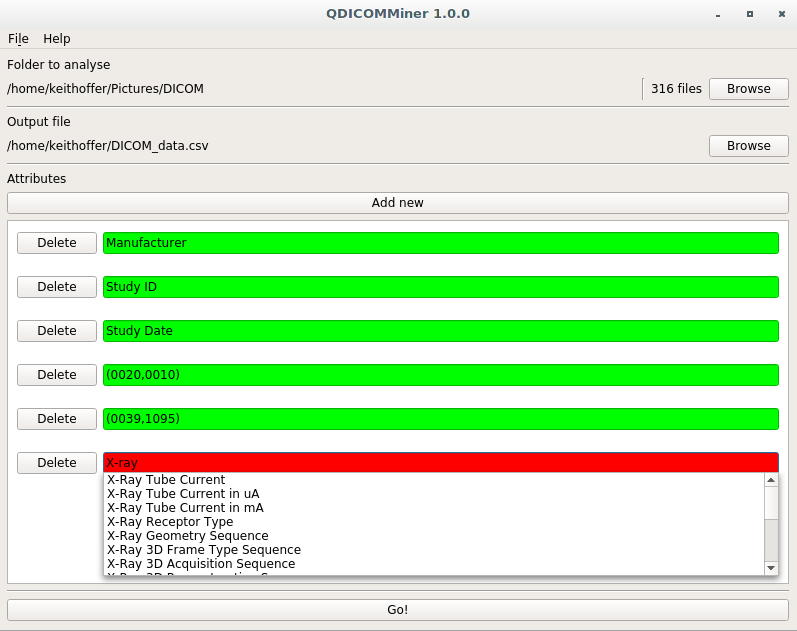 QDICOMMiner 1.0.0
File Help
Folder to analyse
/home/keithoffer/Pictures/DICOM 316 files Browse
Output file
/home/keithoffer/DICOM_data.csv Browse
Attributes
Add new
Delete Manufacturer
Delete Study ID
Delete Study Date
Delete (0020,0010)
Delete (0039,1095)
Delete X-ray
X-Ray Tube Current
X-Ray Tube Current in uA
X-Ray Tube Current in mA
X-Ray Receptor Type
X-Ray Geometry Sequence
X-Ray 3D Frame Type Sequence
X-Ray 3D Acquisition Sequence
Go!